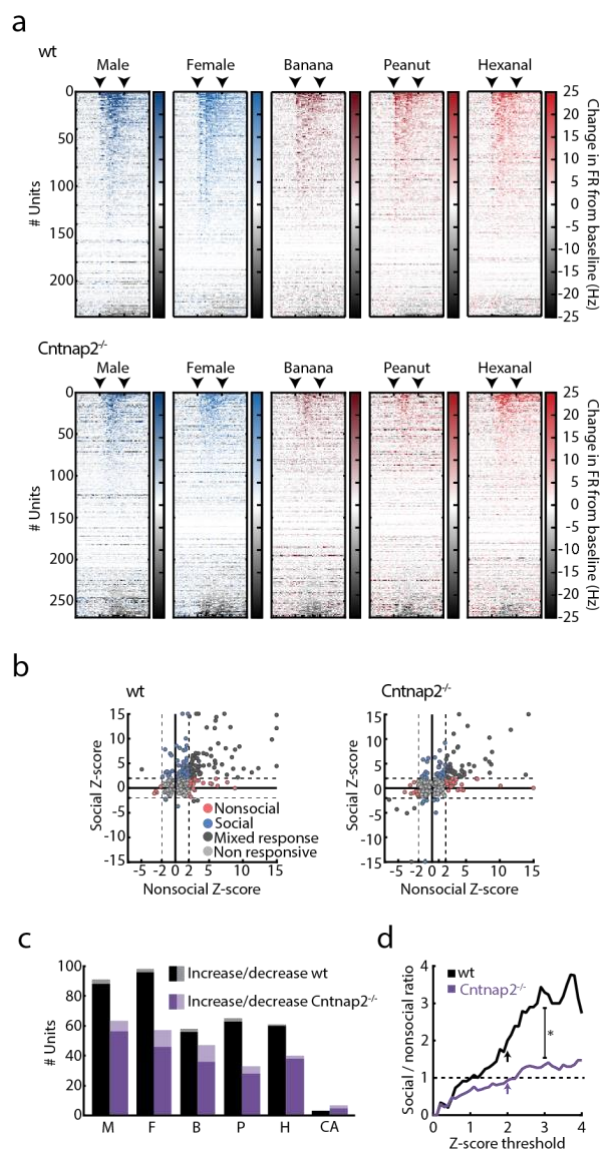 a
wt
Male Female Banana Peanut Hexanal
0
50
100
150
200
# Units
25
20
15
10
5
0
-5
-10
-15
-20
-25
Change in FR from baseline (Hz)
Cntnap2-/-
Male Female Banana Peanut Hexanal
0
50
100
150
200
250
# Units
25
20
15
10
5
0
-5
-10
-15
-20
-25
Change in FR from baseline (Hz)
b
wt
15
10
5
2
0
-2
-5
-10
-15
Social Z-score
-5 -2 0 2 5 10 15
Nonsocial Z-score
Nonsocial
Social
Mixed response
Non responsive
Cntnap2-/-
15
10
5
2
0
-2
-5
-10
-15
Social Z-score
-5 -2 0 2 5 10 15
Nonsocial Z-score
c
100
80
60
40
20
0
# Units
Increase/decrease wt
Increase/decrease Cntnap2-/-
M F B P H CA
d
4
3
2
1
0
Social / nonsocial ratio
wt
Cntnap2-/-
*
0 1 2 3 4
Z-score threshold